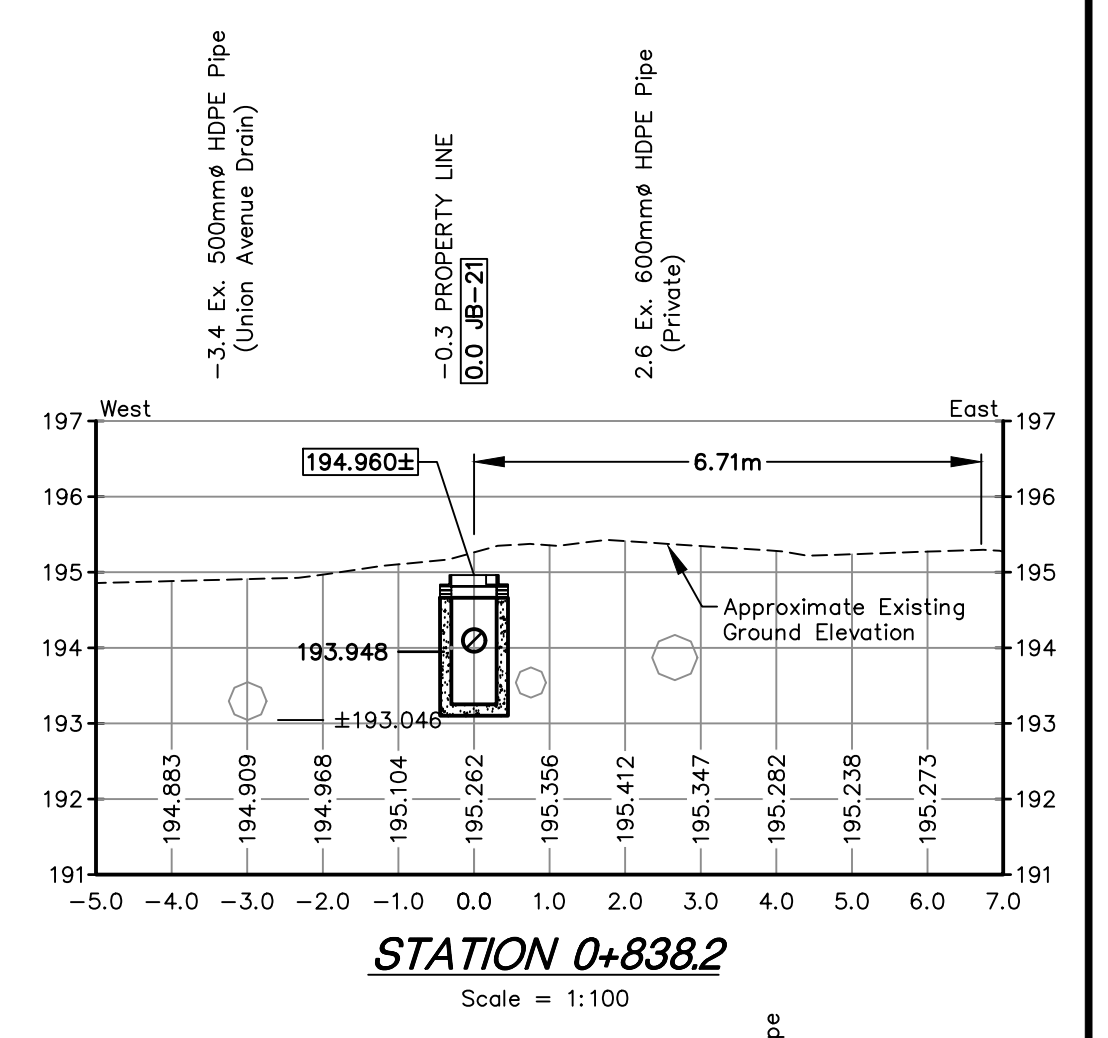 -3.4 Ex. 500mmø HDPE Pipe
(Union Avenue Drain)
-0.3 PROPERTY LINE
0.0 JB-21
2.6 Ex. 600mmø HDPE Pipe
(Private)
West
East
197
197
194.960±
6.71m
196
196
195
195
Approximate Existing
Ground Elevation
194
194
193.948
193
193
±193.046
194.883
194.909
194.968
195.104
195.262
195.356
195.412
195.347
195.282
195.238
195.273
192
192
191
191
-5.0 -4.0 -3.0 -2.0 -1.0 0.0 1.0 2.0 3.0 4.0 5.0 6.0 7.0
STATION 0+838.2
Scale = 1:100
pe